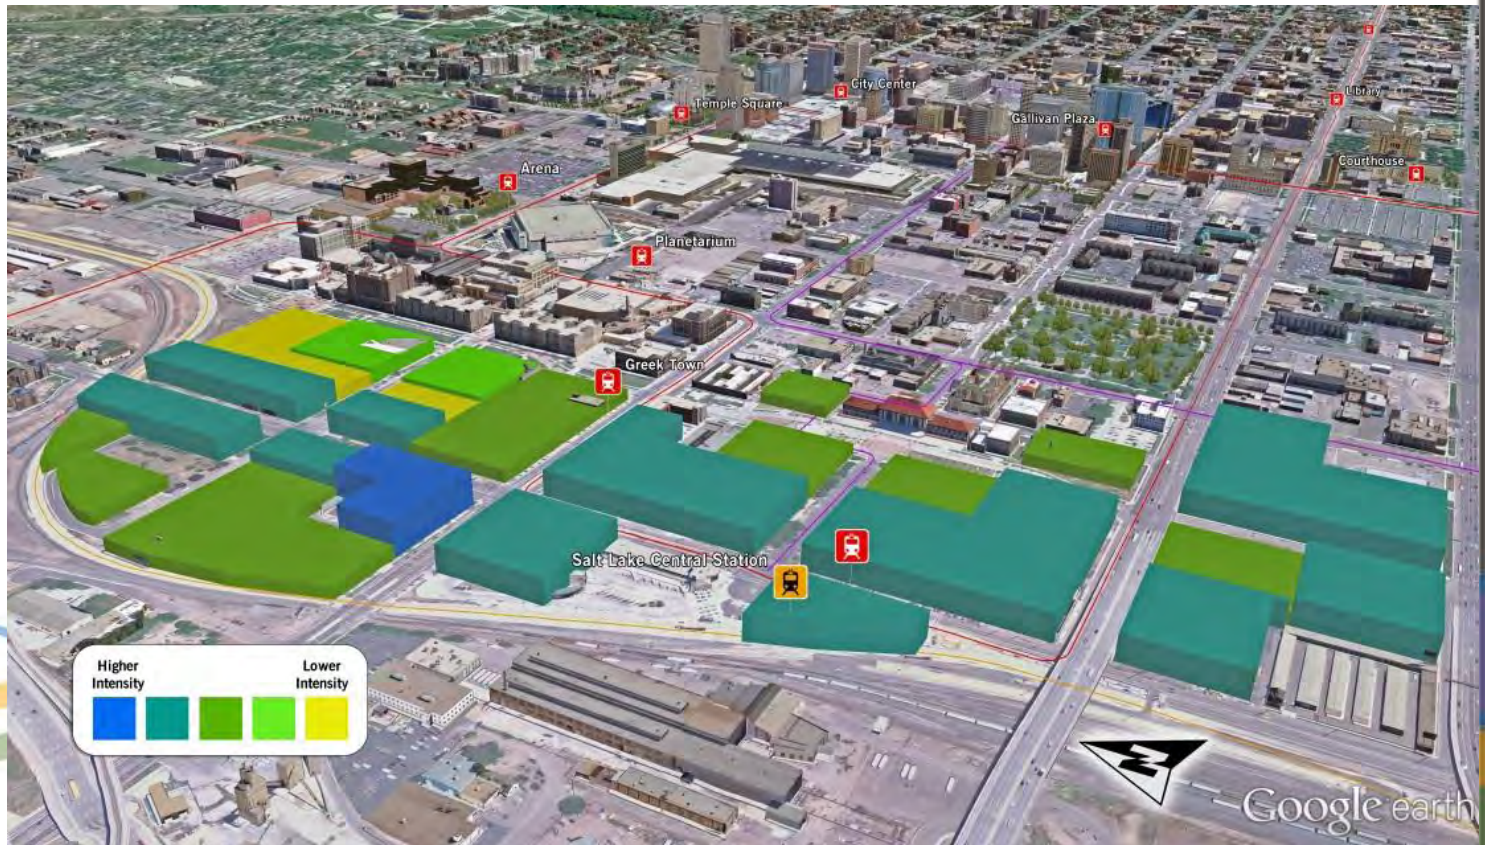 City Center
Temple Square
Library
Gallivan Plaza
Courthouse
Arena
Planetarium
Greek Town
Salt Lake Central Station
Higher
Intensity
Lower
Intensity
N
Google earth